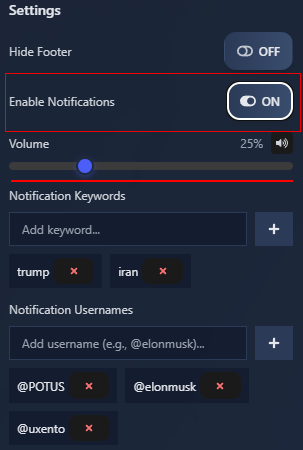 Settings
Hide Footer OFF
Enable Notifications ON
Volume 25%
Notification Keywords
Add keyword... +
trump × iran ×
Notification Usernames
Add username (e.g., @elonmusk)... +
@POTUS × @elonmusk ×
@uxento ×